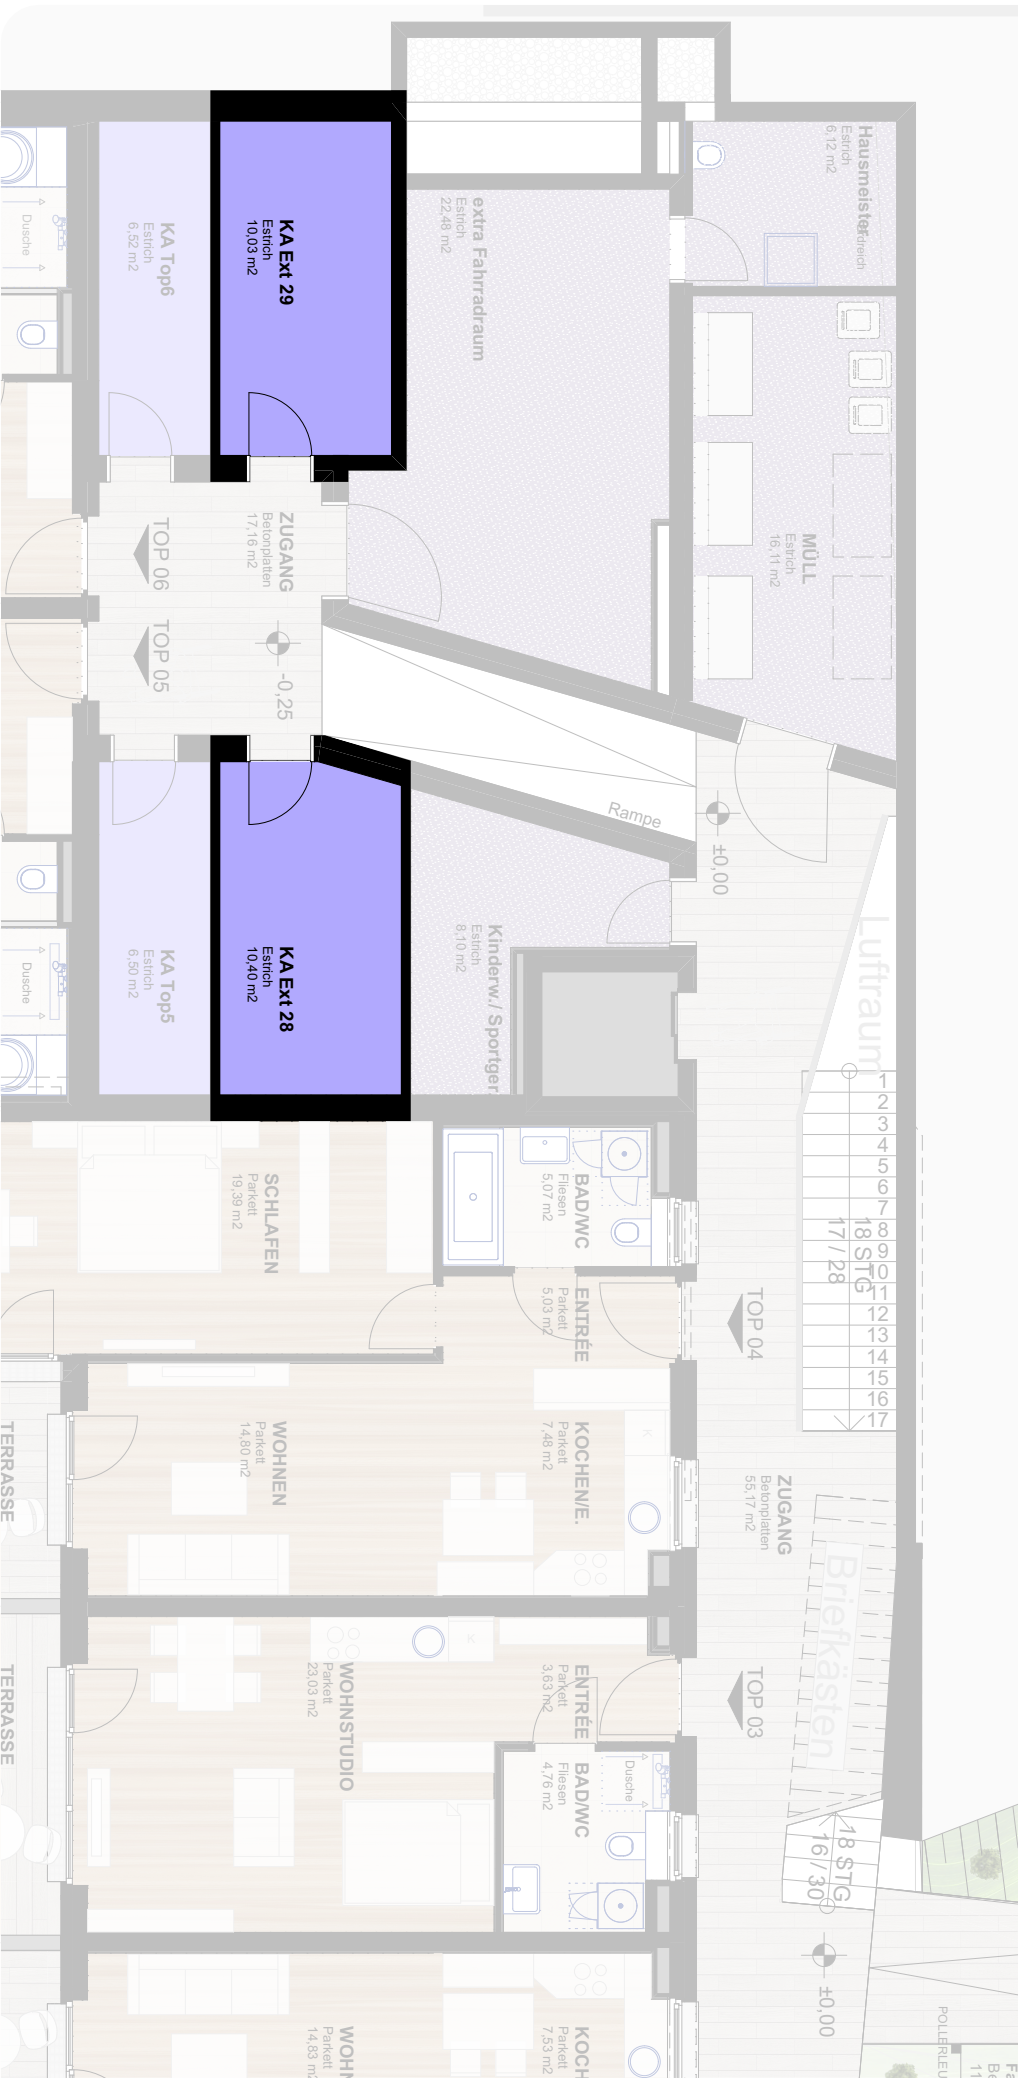 Hausmeister
Estrich
6,12 m2
extra Fahrradraum
Estrich
22,48 m2
KA Ext 29
Estrich
10,03 m2
KA Top6
Estrich
6,52 m2
Dusche
MÜLL
Estrich
16,11 m2
ZUGANG
Betonplatten
17,16 m2
TOP 06
TOP 05
-0,25
Rampe
±0,00
Luftraum
Kinderw./ Sportger.
Estrich
8,10 m2
KA Ext 28
Estrich
10,40 m2
KA Top5
Estrich
6,50 m2
Dusche
1
2
3
4
5
6
7
8
9
10
11
12
13
14
15
16
17
18 STG
17 / 28
SCHLAFEN
Parkett
19,39 m2
BAD/WC
Fliesen
5,07 m2
ENTRÉE
Parkett
5,03 m2
TOP 04
WOHNEN
Parkett
14,80 m2
KOCHEN/E.
Parkett
7,48 m2
K
TERRASSE
ZUGANG
Betonplatten
55,17 m2
Briefkästen
WOHNSTUDIO
Parkett
23,03 m2
K
ENTRÉE
Parkett
3,63 m2
TOP 03
TERRASSE
BAD/WC
Fliesen
4,76 m2
Dusche
18 STG
16 / 30
±0,00
POLLERLEU
WOHN
Parkett
14,83 m2
KOCH
Parkett
7,53 m2